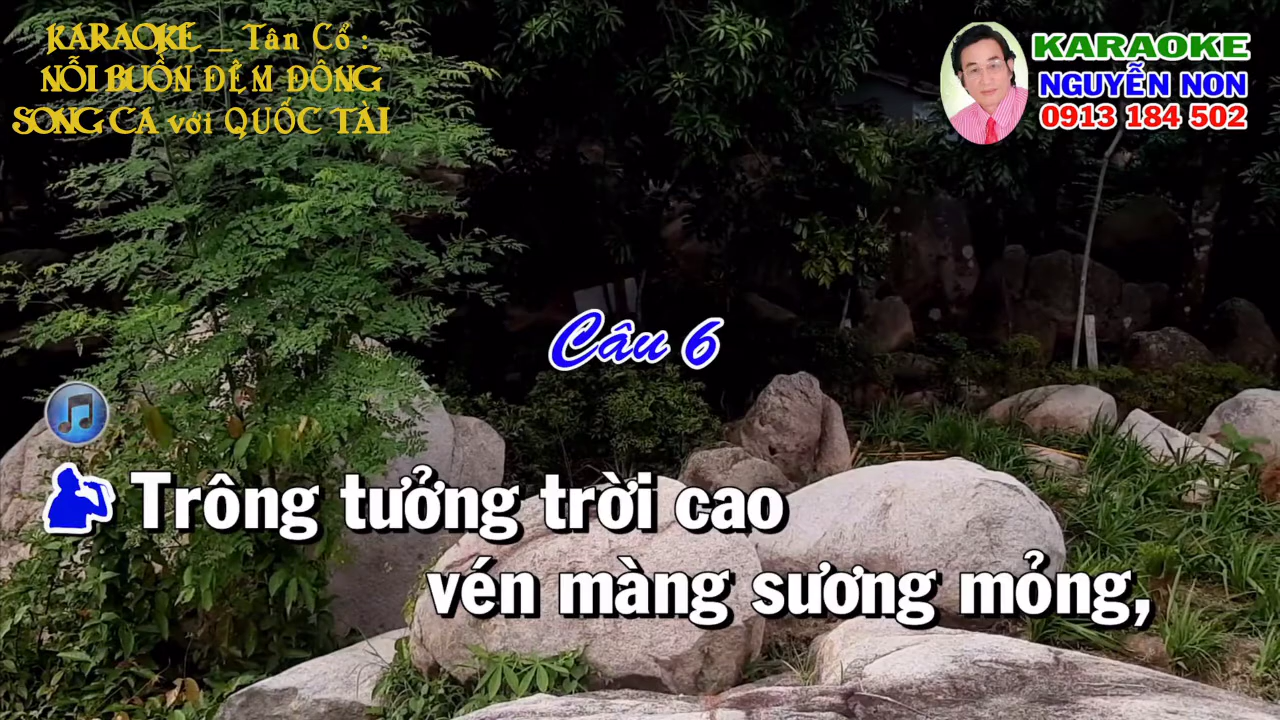 KARAOKE _ Tân Cổ :
NỖI BUỒN ĐÊM ĐÔNG
SONG CA với QUỐC TÀI
KARAOKE
NGUYỄN NON
0913 184 502
Câu 6
Trông tưởng trời cao
vén màng sương mỏng,